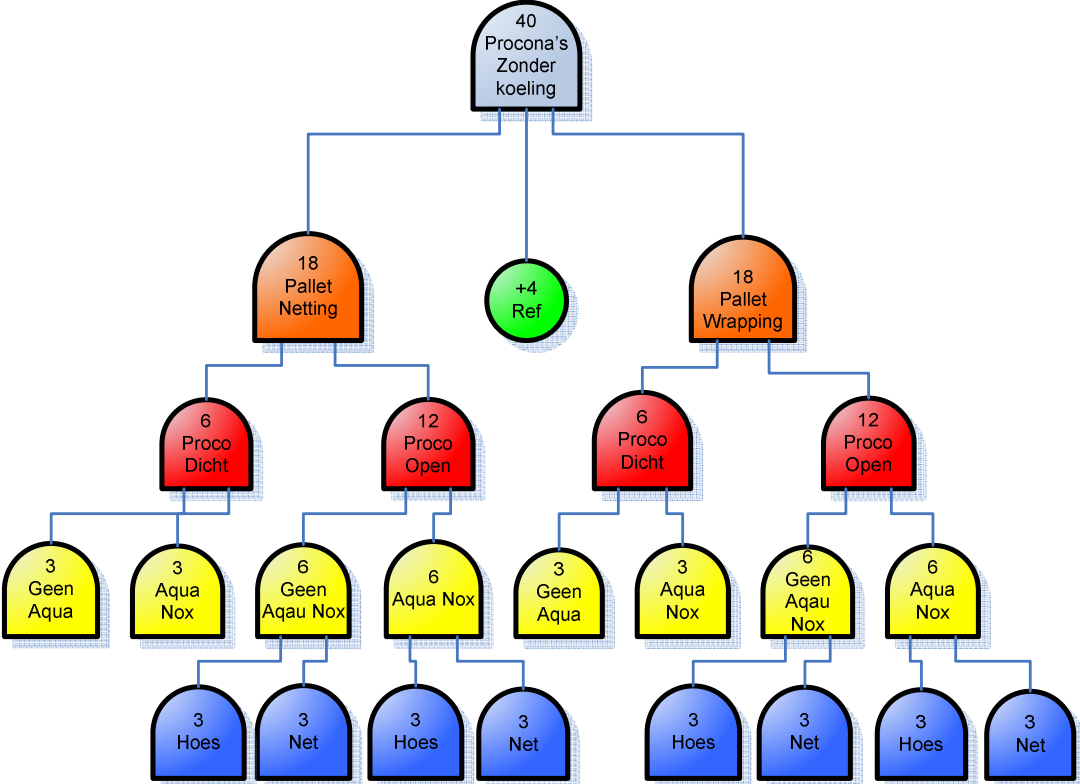 40
Procona's
Zonder
koeling
18
Pallet
Netting
+4
Ref
18
Pallet
Wrapping
6
Proco
Dicht
12
Proco
Open
6
Proco
Dicht
12
Proco
Open
3
Geen
Aqua
3
Aqua
Nox
6
Geen
Aqau Nox
6
Aqua Nox
3
Geen
Aqua
3
Aqua
Nox
6
Geen
Aqau
Nox
6
Aqua
Nox
3
Hoes
3
Net
3
Hoes
3
Net
3
Hoes
3
Net
3
Hoes
3
Net